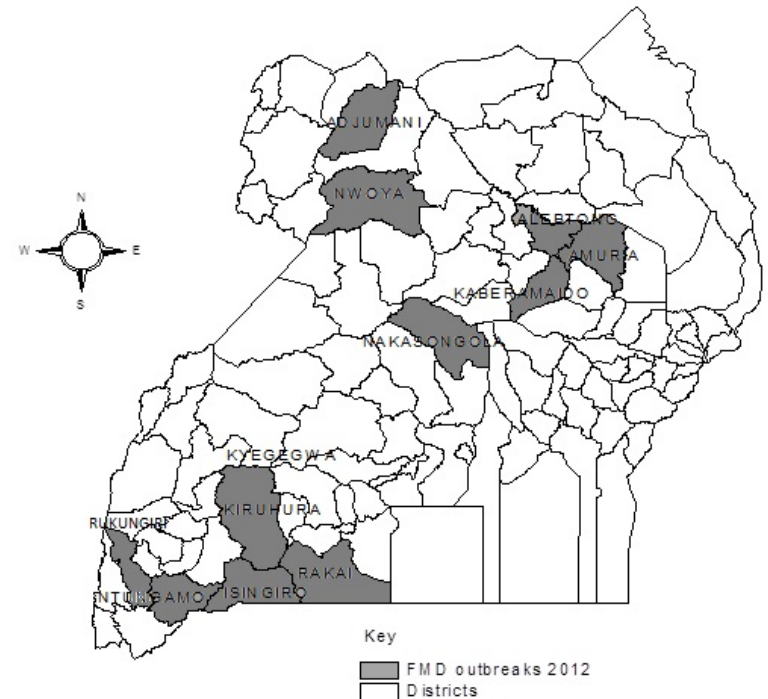 ADJUMANI
N
NWOYA
ALEBTONG
W
E
AMURIA
S
KABERAMAIDO
NAKASONGOLA
KYEGEGWA
KIRUHURA
RUKUNGIRI
RAKAI
NTUNGAMO
ISINGIRO
Key
FMD outbreaks 2012
Districts